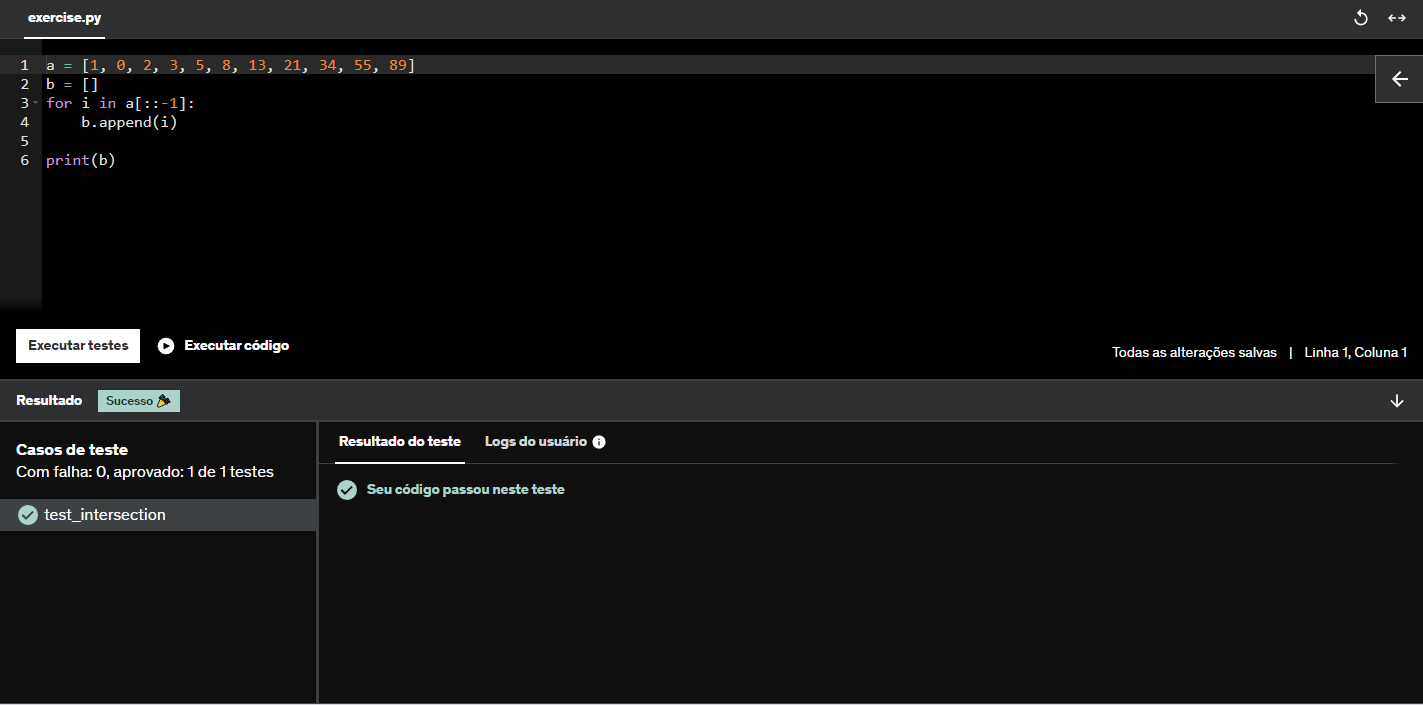 exercise.py
1 a = [1, 0, 2, 3, 5, 8, 13, 21, 34, 55, 89]
2 b = []
3 for i in a[::-1]:
4     b.append(i)
5
6 print(b)
Executar testes Executar código
Todas as alterações salvas | Linha 1, Coluna 1
Resultado Sucesso
Casos de teste
Com falha: 0, aprovado: 1 de 1 testes
test_intersection
Resultado do teste Logs do usuário
Seu código passou neste teste